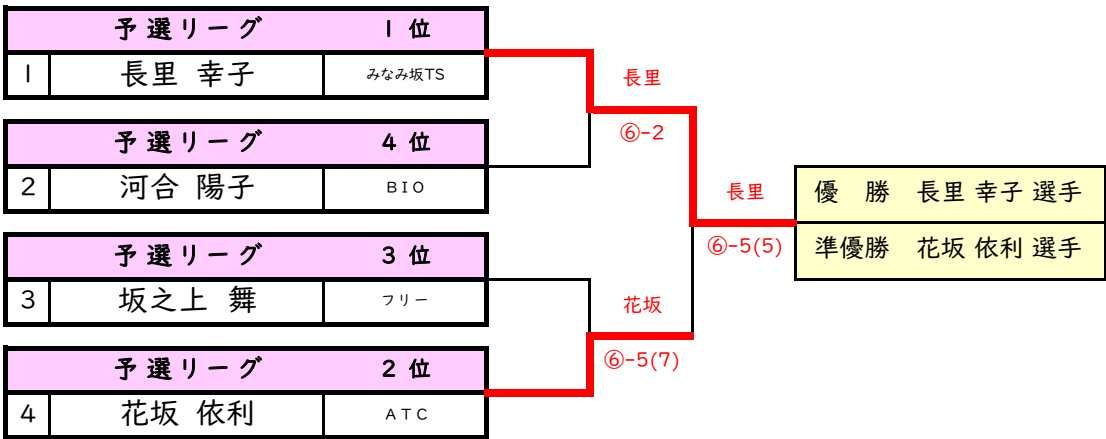 予選リーグ 1 位
1 長里 幸子 みなみ坂TS
長里
⑥-2
予選リーグ 4 位
2 河合 陽子 BIO
長里
⑥-5(5)
優 勝 長里 幸子 選手
準優勝 花坂 依利 選手
予選リーグ 3 位
3 坂之上 舞 フリー
花坂
⑥-5(7)
予選リーグ 2 位
4 花坂 依利 ATC